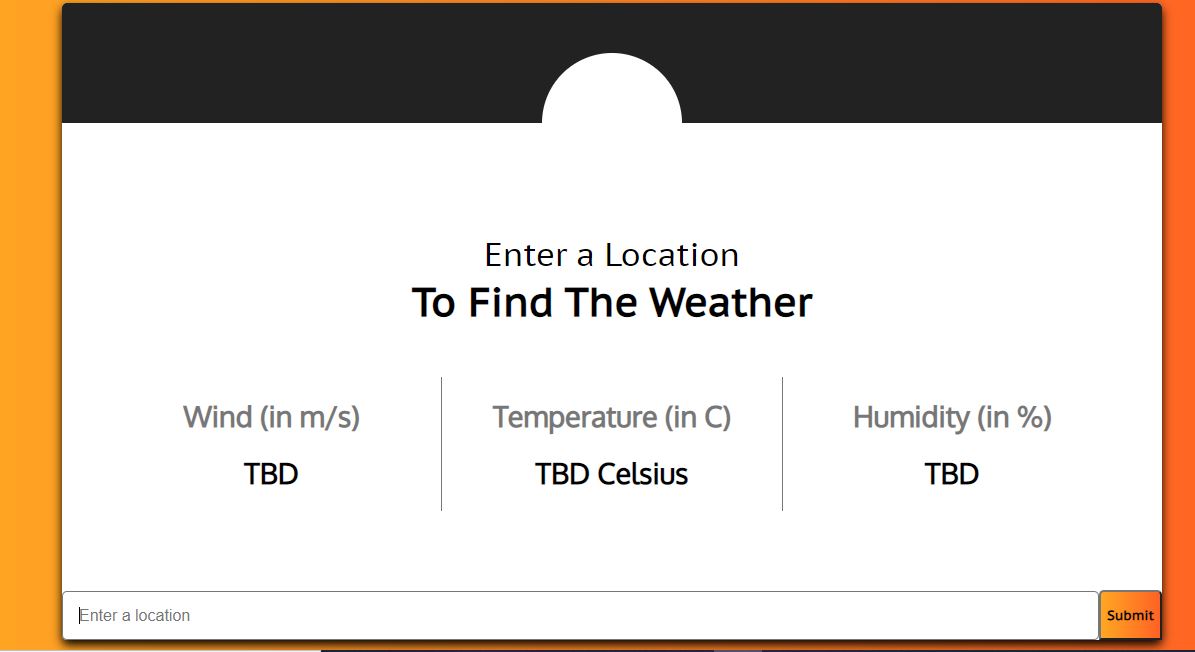 Enter a Location
To Find The Weather
Wind (in m/s)
TBD
Temperature (in C)
TBD Celsius
Humidity (in %)
TBD
Enter a location
Submit